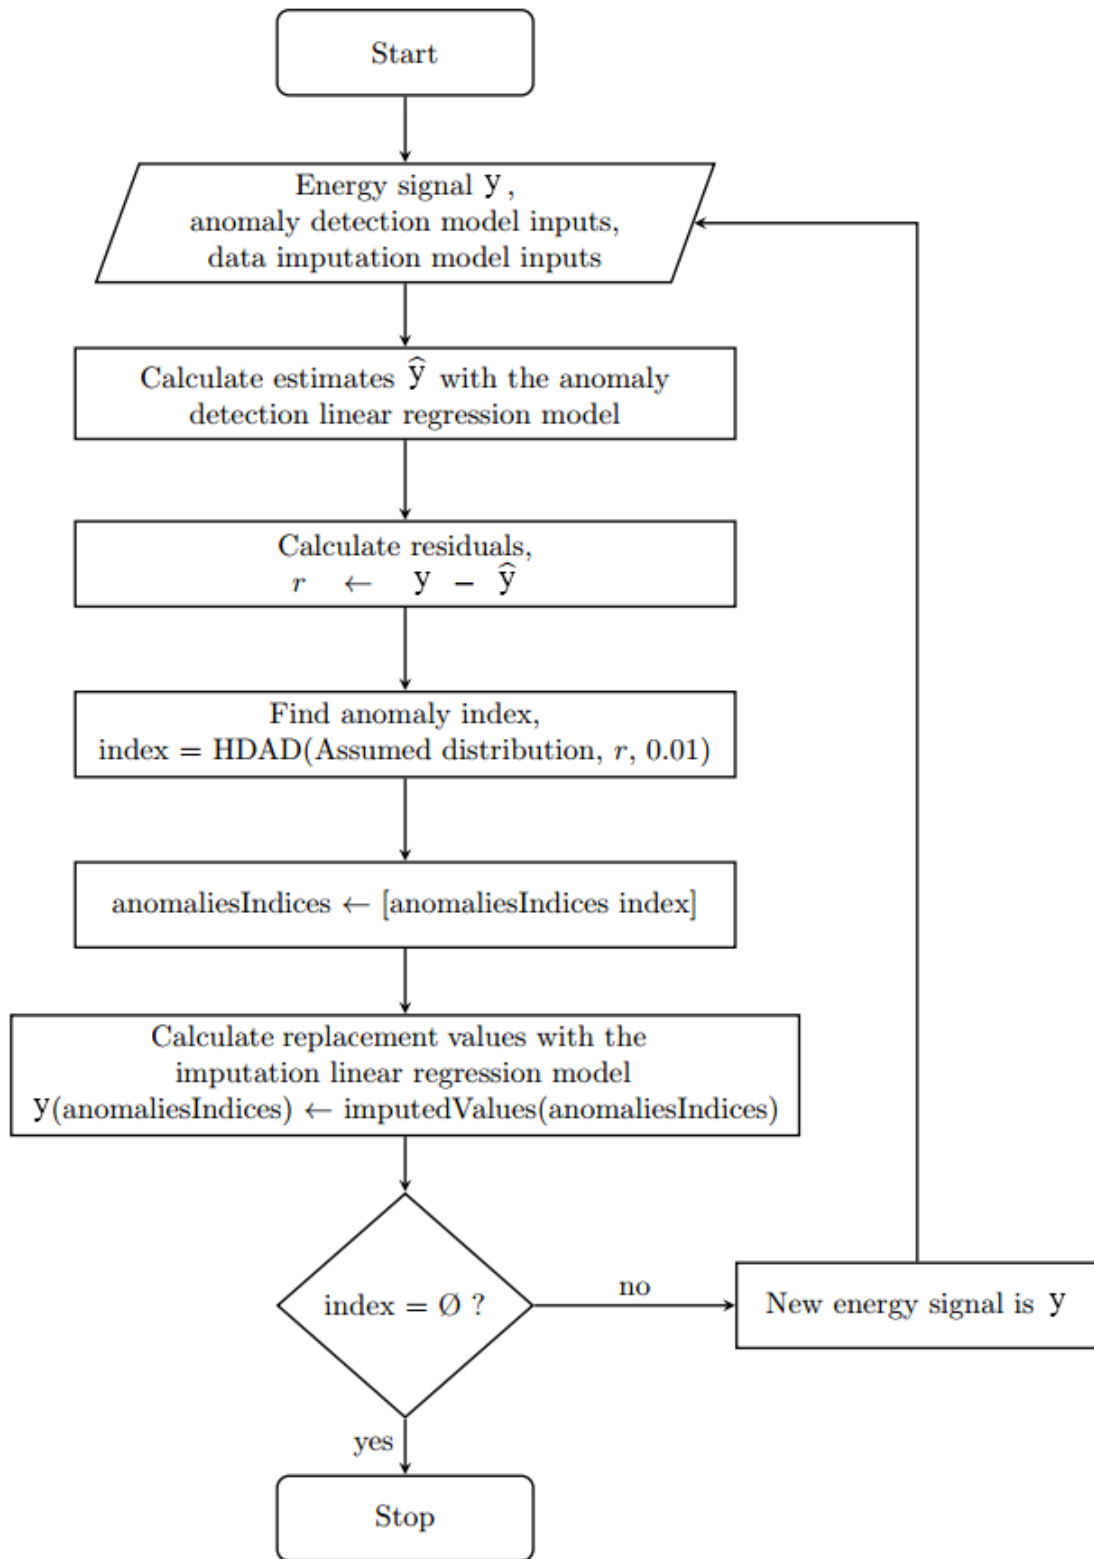 Start
Energy signal y,
anomaly detection model inputs,
data imputation model inputs
Calculate estimates ŷ with the anomaly
detection linear regression model
Calculate residuals,
r ← y − ŷ
Find anomaly index,
index = HDAD(Assumed distribution, r, 0.01)
anomaliesIndices ← [anomaliesIndices index]
Calculate replacement values with the
imputation linear regression model
y(anomaliesIndices) ← imputedValues(anomaliesIndices)
index = Ø ?
no
New energy signal is y
yes
Stop